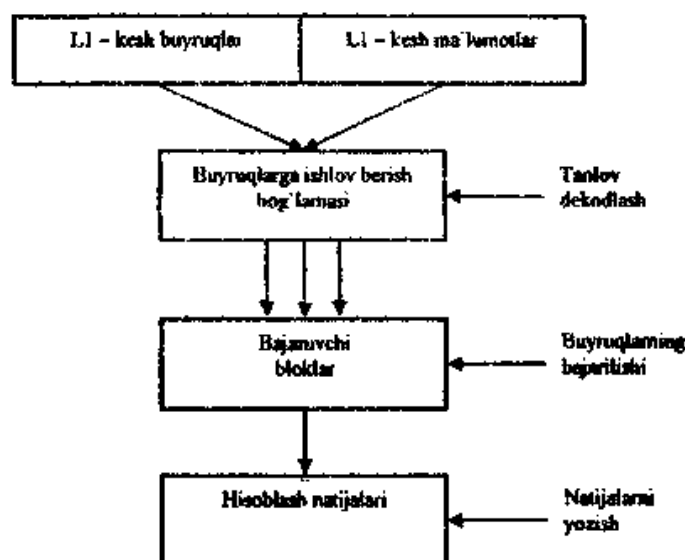 L1 – kesh buyruqlar
L1 – kesh ma`lumotlar
Buyruqlarga ishlov berish
bog`lamasi
Tanlov
dekodlash
Bajaruvchi
bloklar
Buyruqlarning
bajarilishi
Hisoblash natijalari
Natijalarni
yozish